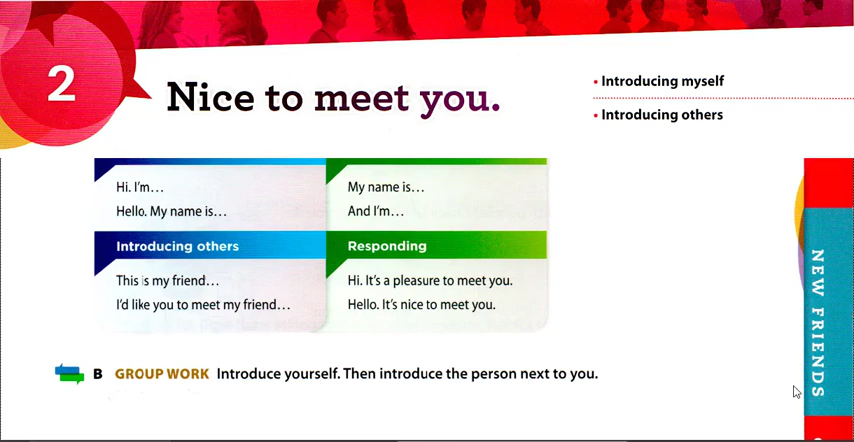 2
Nice to meet you.
• Introducing myself
• Introducing others
Hi. I'm...
Hello. My name is...
My name is...
And I'm...
Introducing others
This is my friend...
I'd like you to meet my friend...
Responding
Hi. It's a pleasure to meet you.
Hello. It's nice to meet you.
B GROUP WORK Introduce yourself. Then introduce the person next to you.
NEW FRIENDS